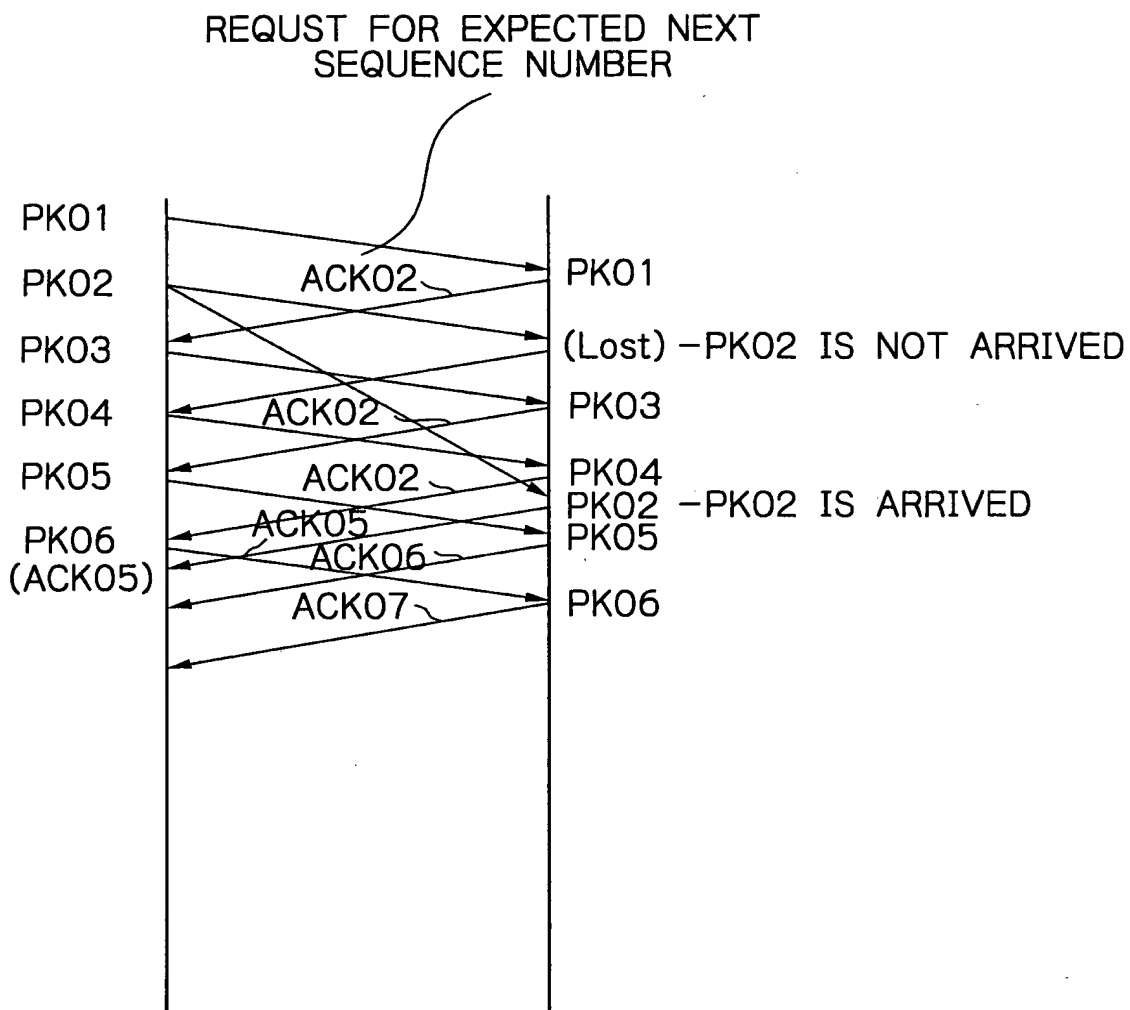 REQUST FOR EXPECTED NEXT
SEQUENCE NUMBER
PK01
PK02
ACK02
PK01
PK03
(Lost) -PK02 IS NOT ARRIVED
PK04
ACK02
PK03
PK05
ACK02
PK04
PK02 -PK02 IS ARRIVED
ACK05
PK06
PK05
(ACK05)
ACK06
ACK07
PK06